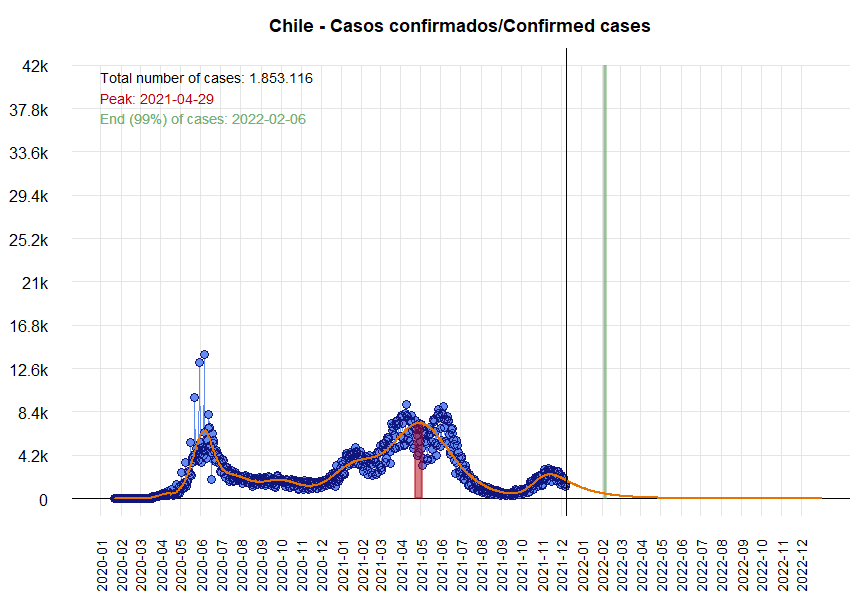 Chile - Casos confirmados/Confirmed cases
42k
Total number of cases: 1.853.116
Peak: 2021-04-29
End (99%) of cases: 2022-02-06
37.8k
33.6k
29.4k
25.2k
21k
16.8k
12.6k
8.4k
4.2k
0
2020-01
2020-02
2020-03
2020-04
2020-05
2020-06
2020-07
2020-08
2020-09
2020-10
2020-11
2020-12
2021-01
2021-02
2021-03
2021-04
2021-05
2021-06
2021-07
2021-08
2021-09
2021-10
2021-11
2021-12
2022-01
2022-02
2022-03
2022-04
2022-05
2022-06
2022-07
2022-08
2022-09
2022-10
2022-11
2022-12